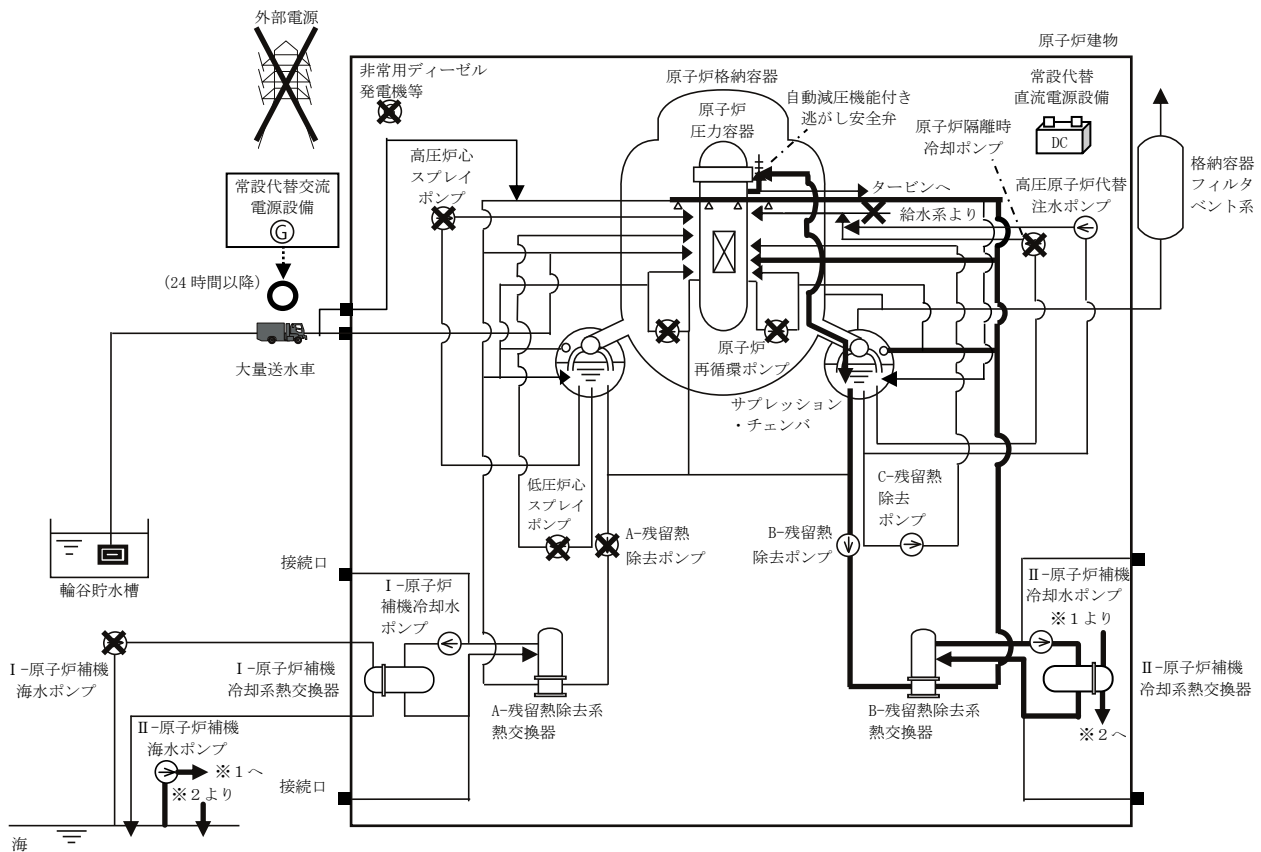 外部電源
原子炉建物
非常用ディーゼル
発電機等
原子炉格納容器
常設代替
直流電源設備
DC
原子炉
圧力容器
自動減圧機能付き
逃がし安全弁
原子炉隔離時
冷却ポンプ
高圧炉心
スプレイ
ポンプ
格納容器
フィルタ
ベント系
常設代替交流
電源設備
G
タービンへ
高圧原子炉代替
注水ポンプ
給水系より
(24時間以降)
大量送水車
原子炉
再循環ポンプ
サプレッション
・チェンバ
低圧炉心
スプレイ
ポンプ
C-残留熱
除去
ポンプ
A-残留熱
除去ポンプ
B-残留熱
除去ポンプ
輪谷貯水槽
接続口
Ⅰ-原子炉
補機冷却水
ポンプ
Ⅱ-原子炉補機
冷却水ポンプ
※1より
Ⅰ-原子炉補機
海水ポンプ
Ⅰ-原子炉補機
冷却系熱交換器
Ⅱ-原子炉補機
冷却系熱交換器
A-残留熱除去系
熱交換器
B-残留熱除去系
熱交換器
※2へ
Ⅱ-原子炉補機
海水ポンプ
※1へ
※2より
接続口
海